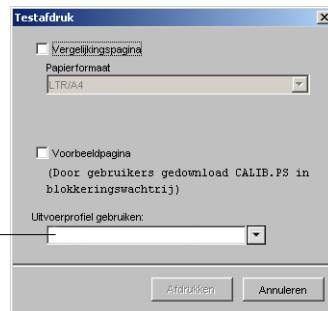 Testafdruk
Vergelijkingspagina
Papierformaat
LTR/A4
Voorbeeldpagina
(Door gebruikers gedownload CALIB.PS in
blokkeringswachtrij)
Uitvoerprofiel gebruiken:
Afdrukken
Annuleren